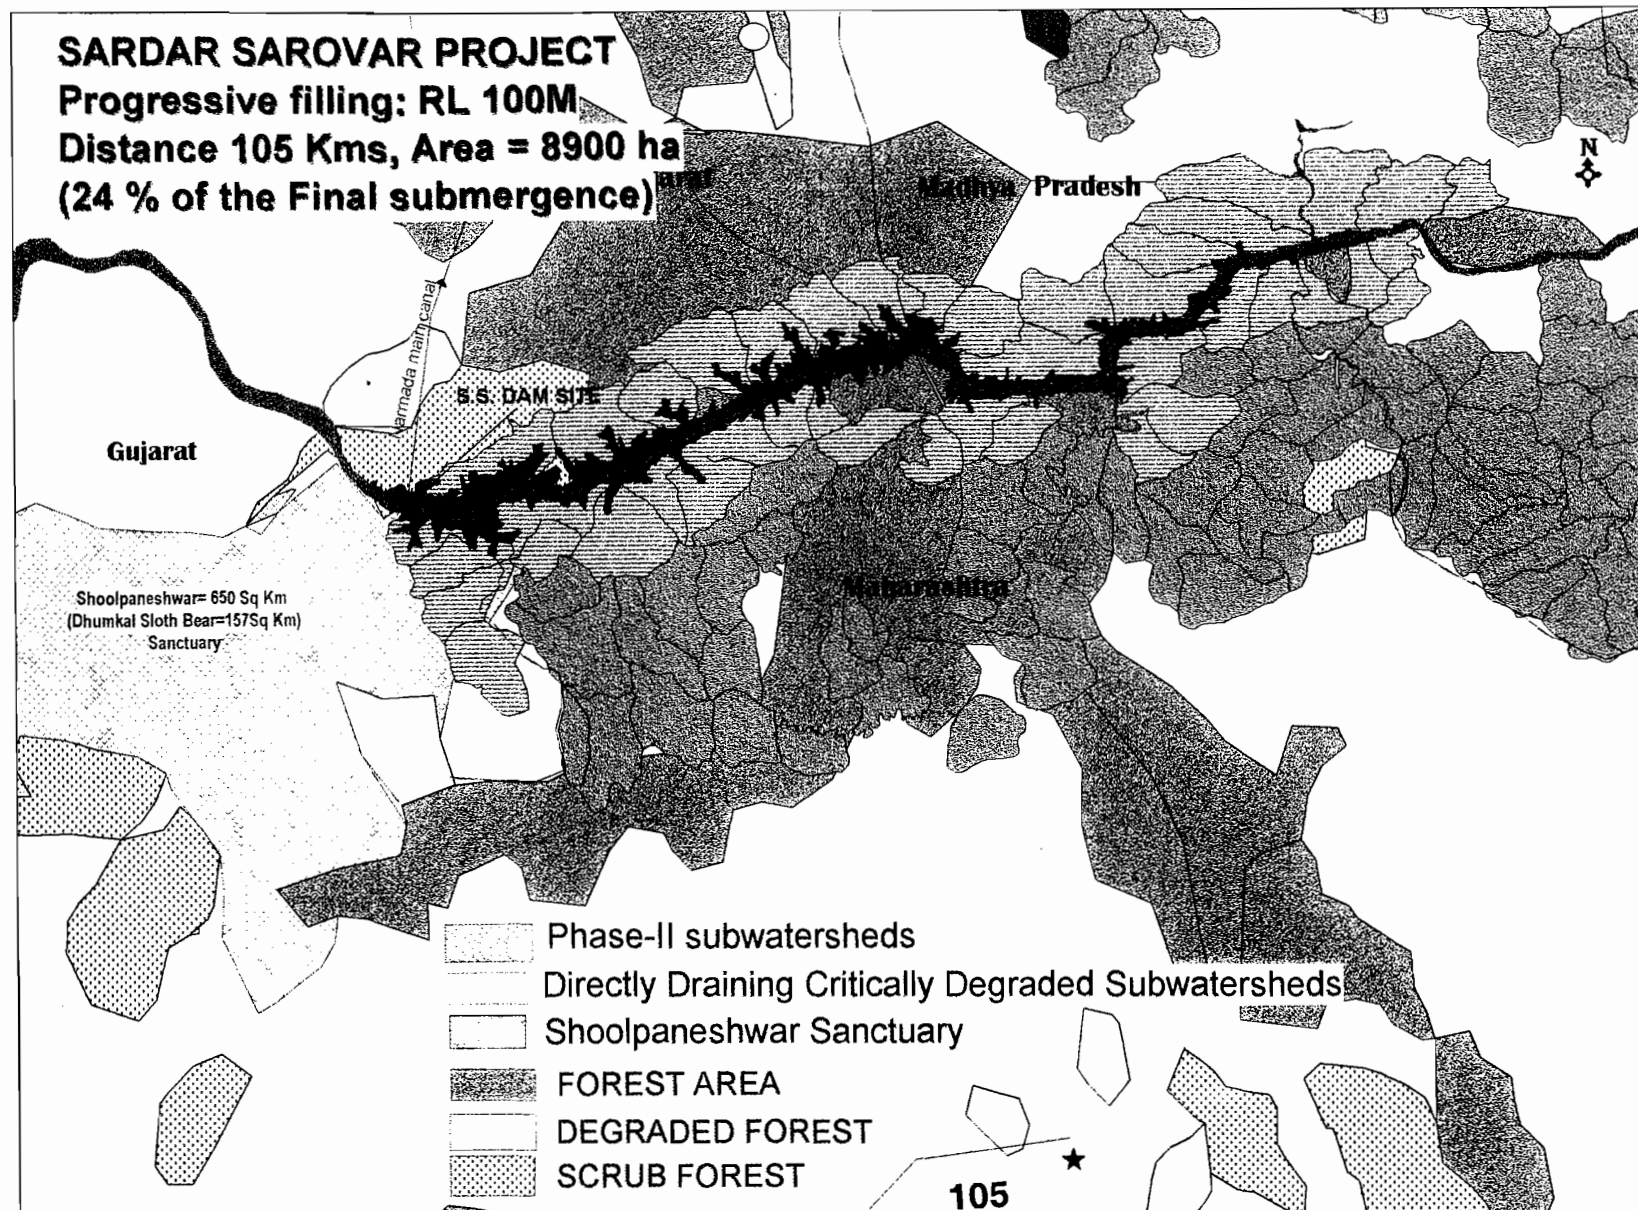 SARDAR SAROVAR PROJECT
Progressive filling: RL 100M
Distance 105 Kms, Area = 8900 ha
(24 % of the Final submergence)
Madhya Pradesh
N
main canal
S.S. DAM SITE
Gujarat
Maharashtra
Shoolpaneshwar= 650 Sq Km
(Dhumkal Sloth Bear=157Sq Km)
Sanctuary
Phase-II subwatersheds
Directly Draining Critically Degraded Subwatersheds
Shoolpaneshwar Sanctuary
FOREST AREA
DEGRADED FOREST
SCRUB FOREST
105